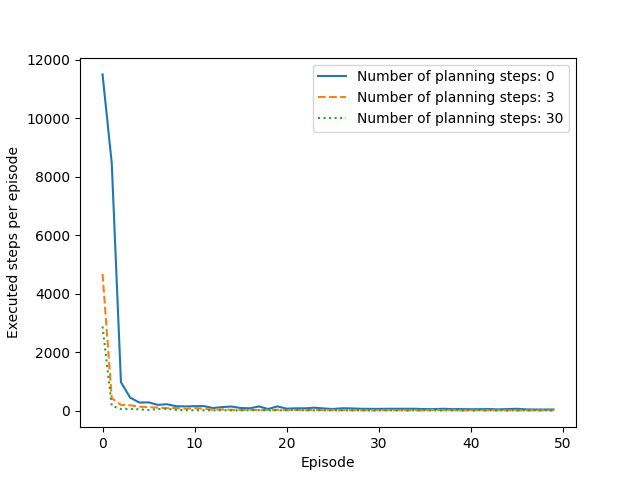 12000
10000
8000
6000
4000
2000
0
Executed steps per episode
Number of planning steps: 0
Number of planning steps: 3
Number of planning steps: 30
0 10 20 30 40 50
Episode